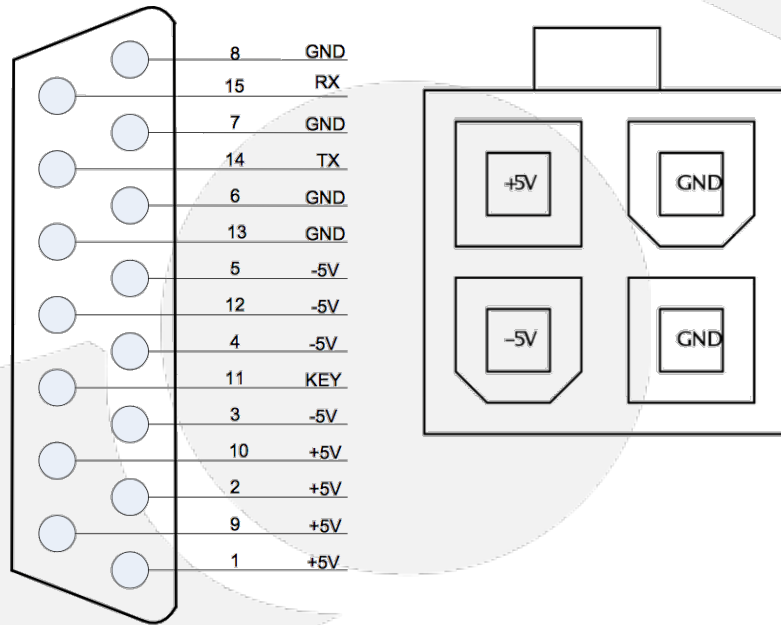 8 GND
15 RX
7 GND
14 TX
6 GND
13 GND
5 -5V
12 -5V
4 -5V
11 KEY
3 -5V
10 +5V
2 +5V
9 +5V
1 +5V
+5V GND
-5V GND